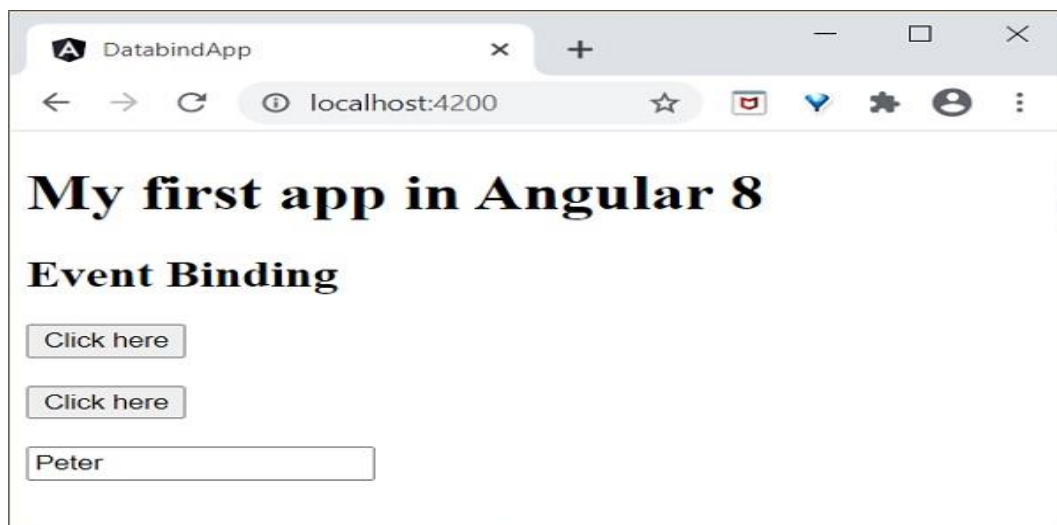 DatabindApp
localhost:4200
My first app in Angular 8
Event Binding
Click here
Click here
Peter